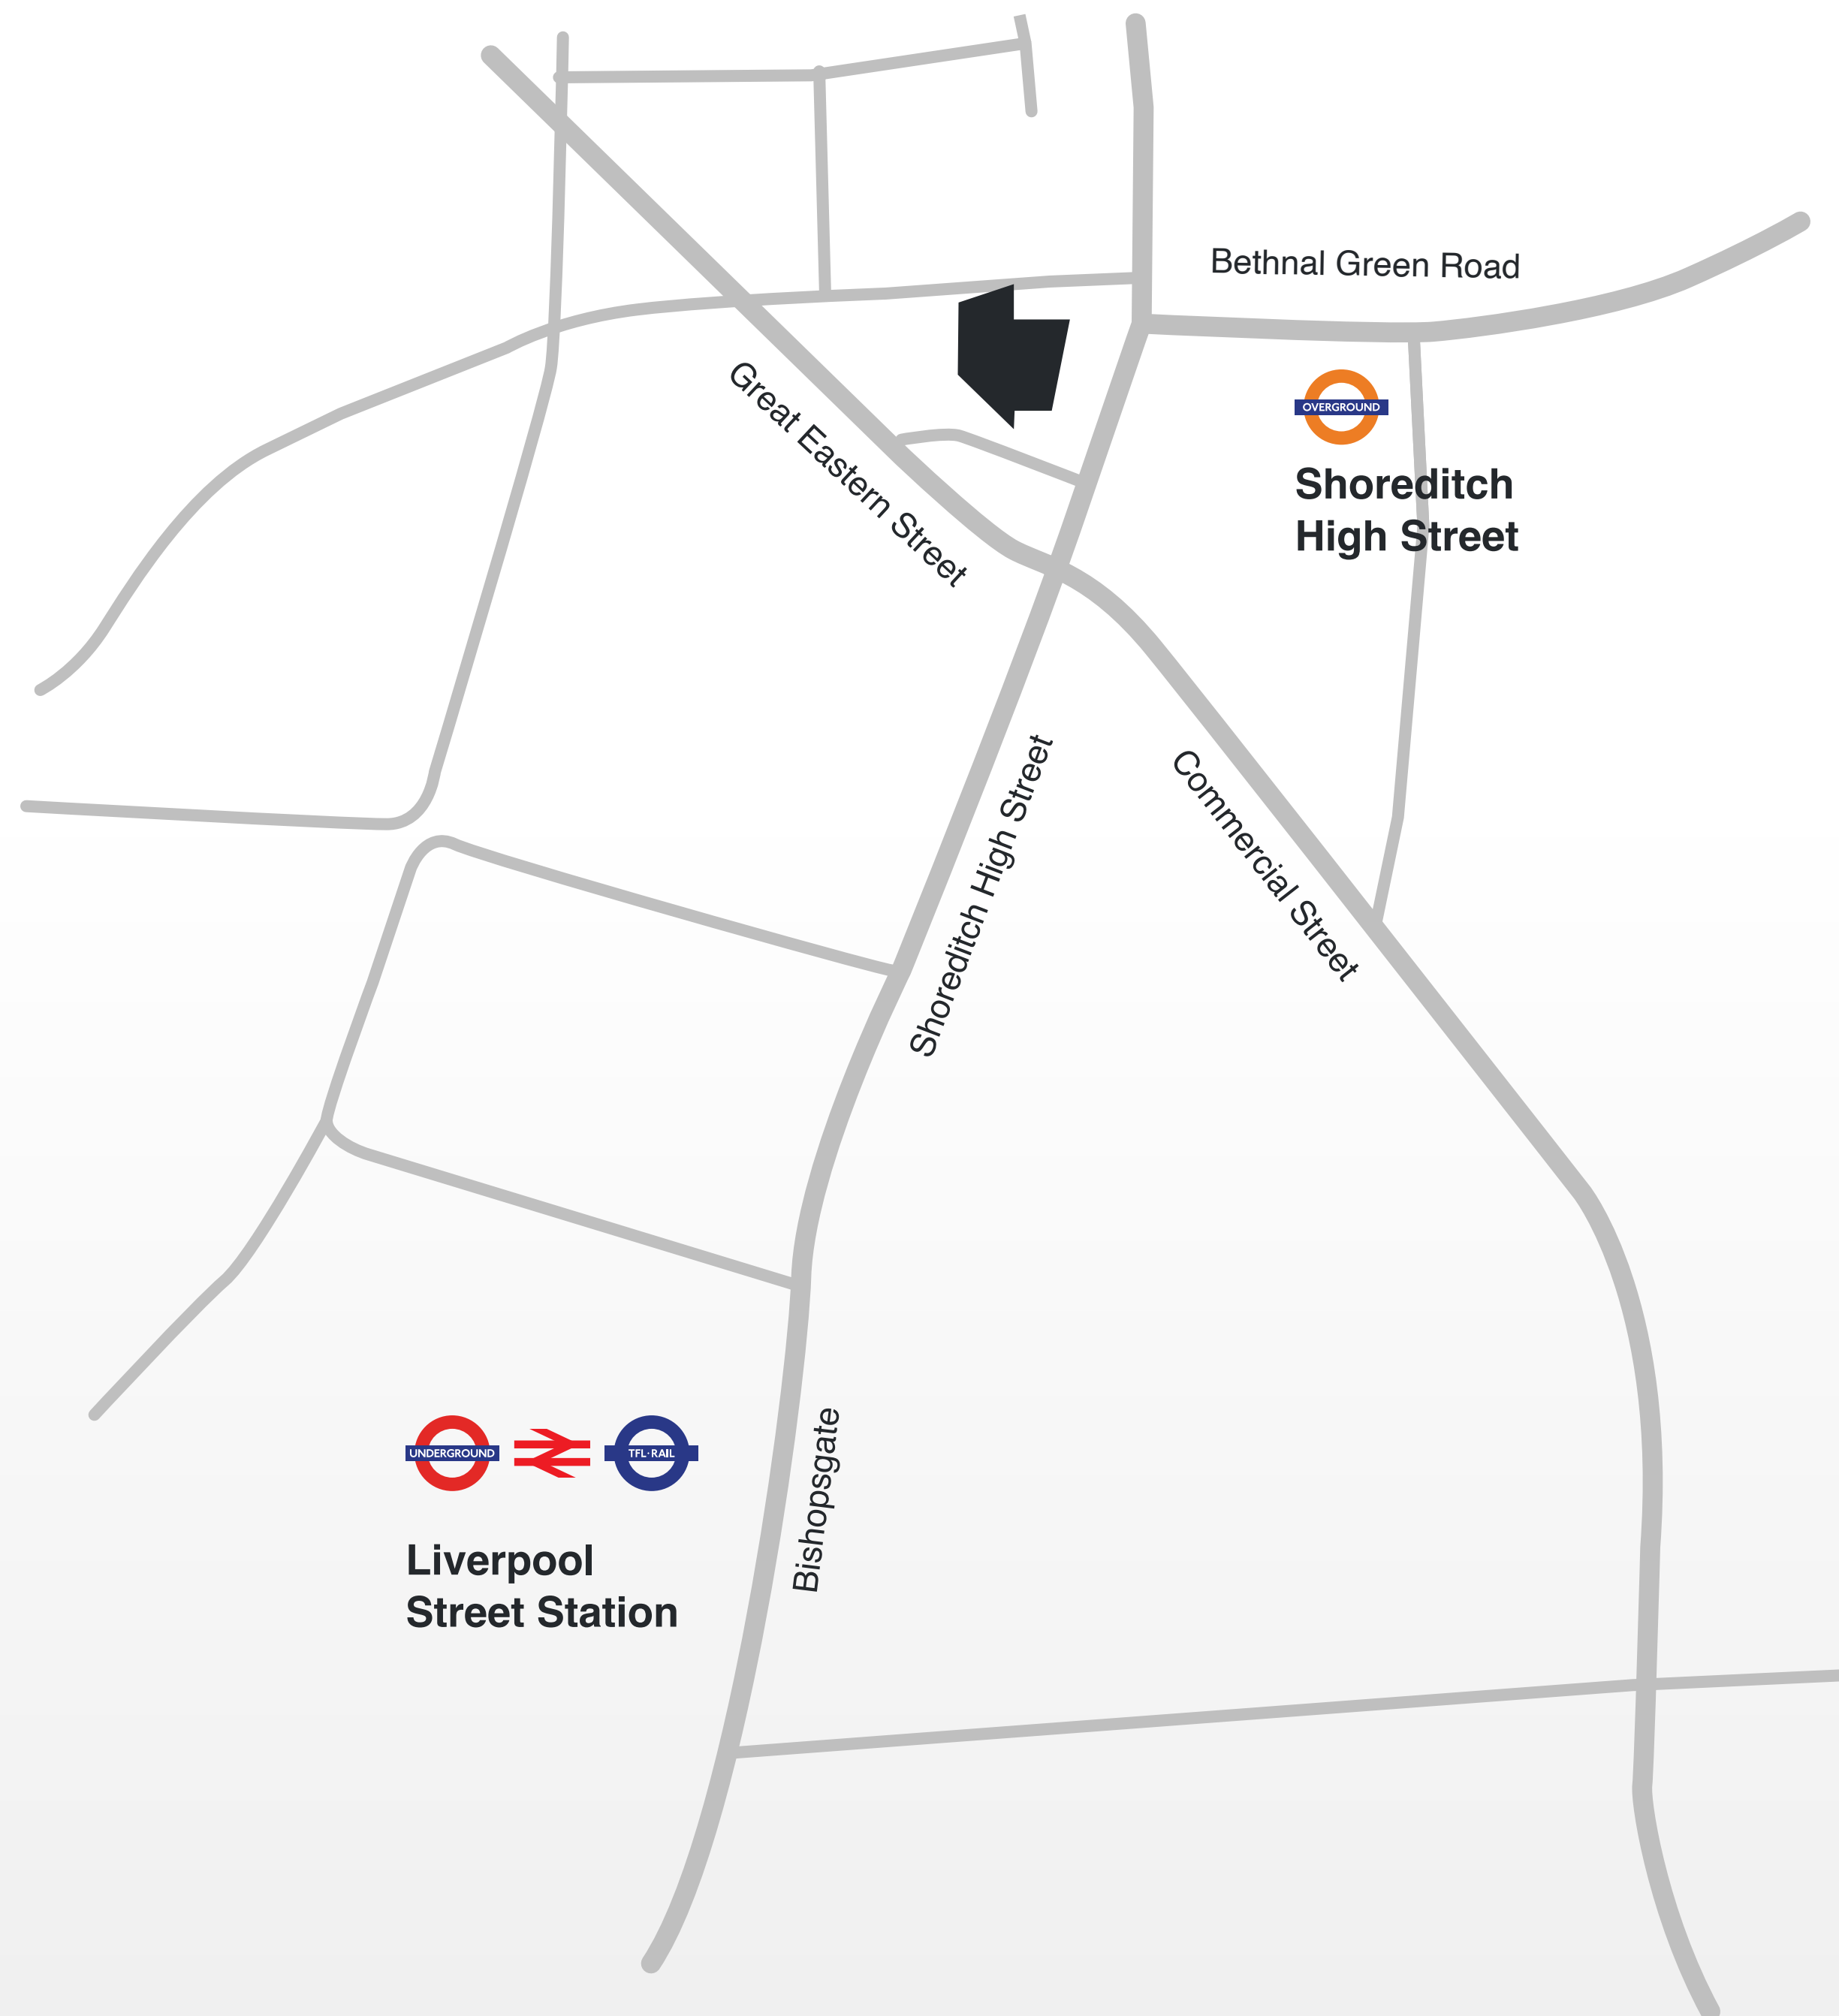 Bethnal Green Road
OVERGROUND
Shoreditch
High Street
Great Eastern Street
Shoreditch High Street
Commercial Street
Bishopsgate
UNDERGROUND
TFL·RAIL
Liverpool
Street Station